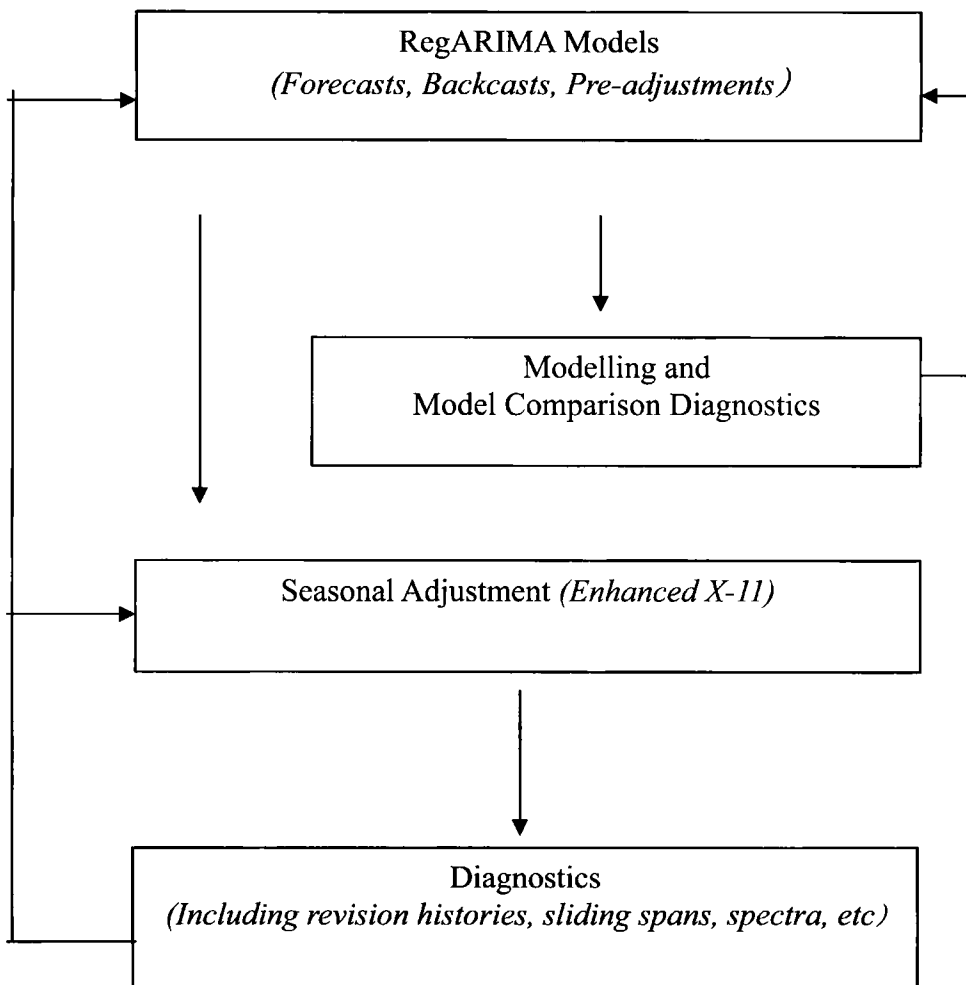 RegARIMA Models
(Forecasts, Backcasts, Pre-adjustments）
Modelling and
Model Comparison Diagnostics
Seasonal Adjustment (Enhanced X-11)
Diagnostics
(Including revision histories, sliding spans, spectra, etc)